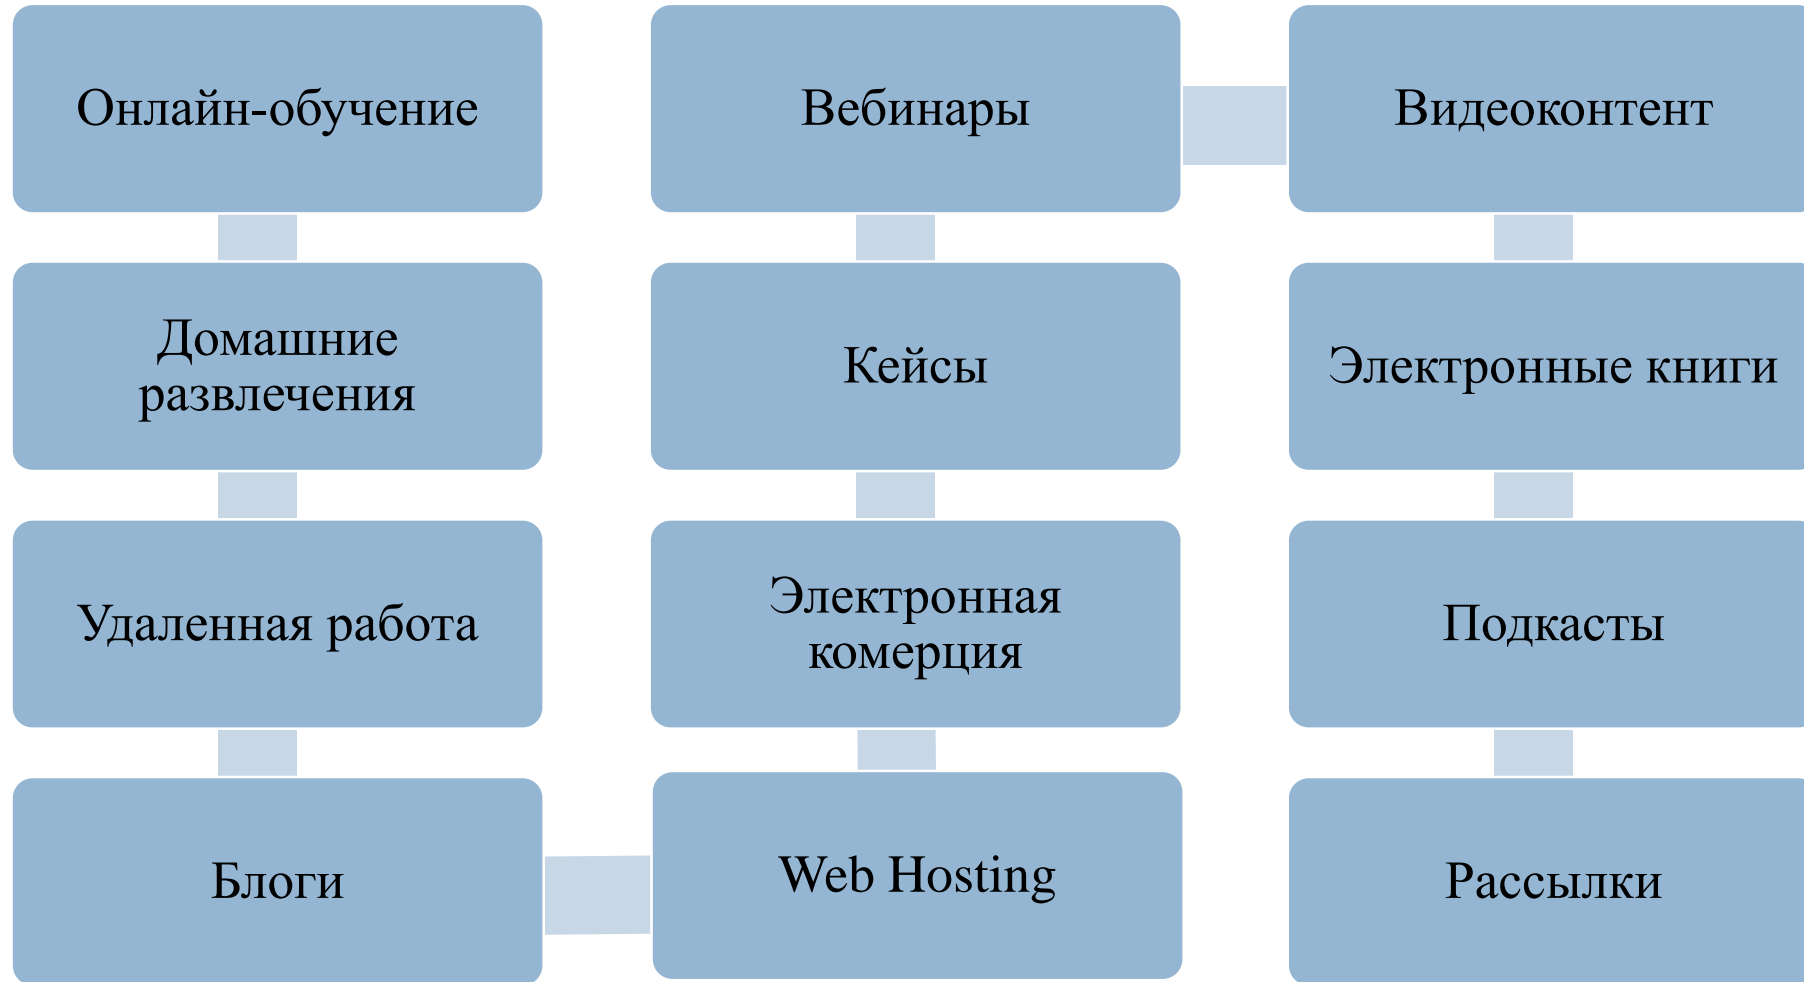 Онлайн-обучение
Домашние
развлечения
Удаленная работа
Блоги
Web Hosting
Электронная
комерция
Кейсы
Вебинары
Видеоконтент
Электронные книги
Подкасты
Рассылки